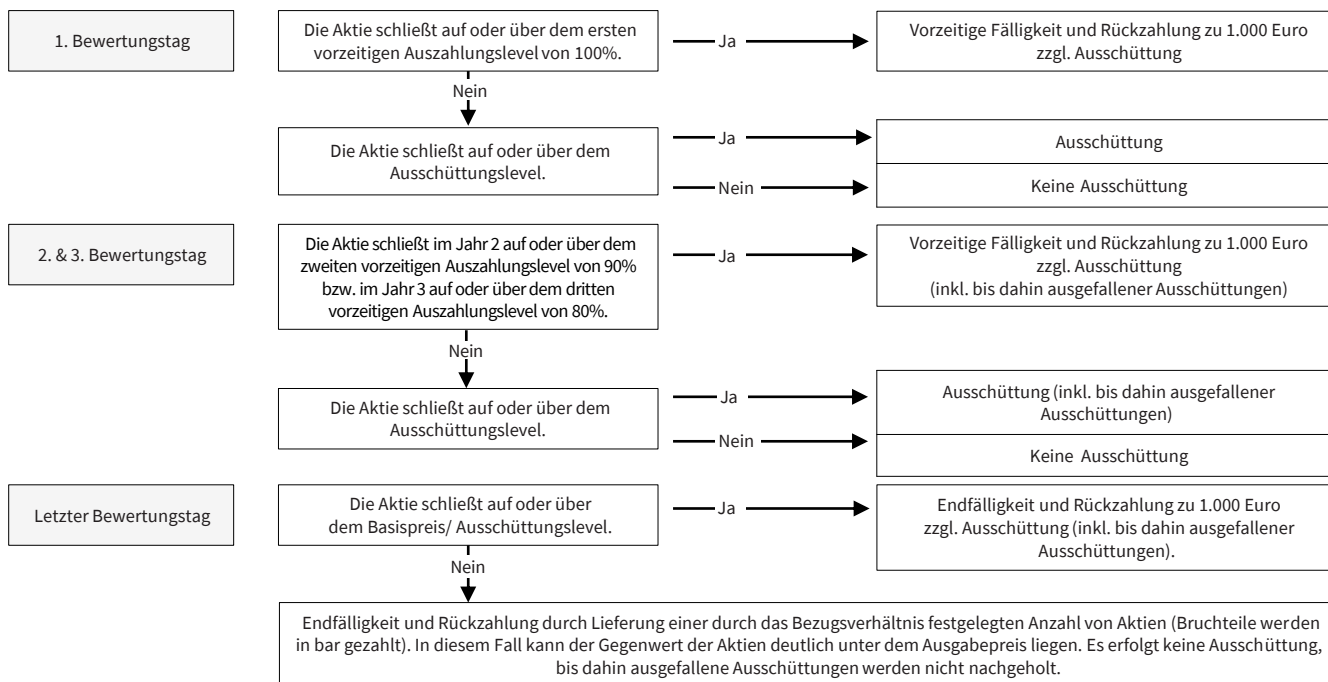 1. Bewertungstag
Die Aktie schließt auf oder über dem ersten
vorzeitigen Auszahlungslevel von 100%.
Ja
Vorzeitige Fälligkeit und Rückzahlung zu 1.000 Euro
zzgl. Ausschüttung
Nein
Die Aktie schließt auf oder über dem
Ausschüttungslevel.
Ja
Ausschüttung
Nein
Keine Ausschüttung
2. & 3. Bewertungstag
Die Aktie schließt im Jahr 2 auf oder über dem
zweiten vorzeitigen Auszahlungslevel von 90%
bzw. im Jahr 3 auf oder über dem dritten
vorzeitigen Auszahlungslevel von 80%.
Ja
Vorzeitige Fälligkeit und Rückzahlung zu 1.000 Euro
zzgl. Ausschüttung
(inkl. bis dahin ausgefallener Ausschüttungen)
Nein
Die Aktie schließt auf oder über dem
Ausschüttungslevel.
Ja
Ausschüttung (inkl. bis dahin ausgefallener
Ausschüttungen)
Nein
Keine Ausschüttung
Letzter Bewertungstag
Die Aktie schließt auf oder über
dem Basispreis/ Ausschüttungslevel.
Ja
Endfälligkeit und Rückzahlung zu 1.000 Euro
zzgl. Ausschüttung (inkl. bis dahin ausgefallener
Ausschüttungen).
Nein
Endfälligkeit und Rückzahlung durch Lieferung einer durch das Bezugsverhältnis festgelegten Anzahl von Aktien (Bruchteile werden
in bar gezahlt). In diesem Fall kann der Gegenwert der Aktien deutlich unter dem Ausgabepreis liegen. Es erfolgt keine Ausschüttung,
bis dahin ausgefallene Ausschüttungen werden nicht nachgeholt.